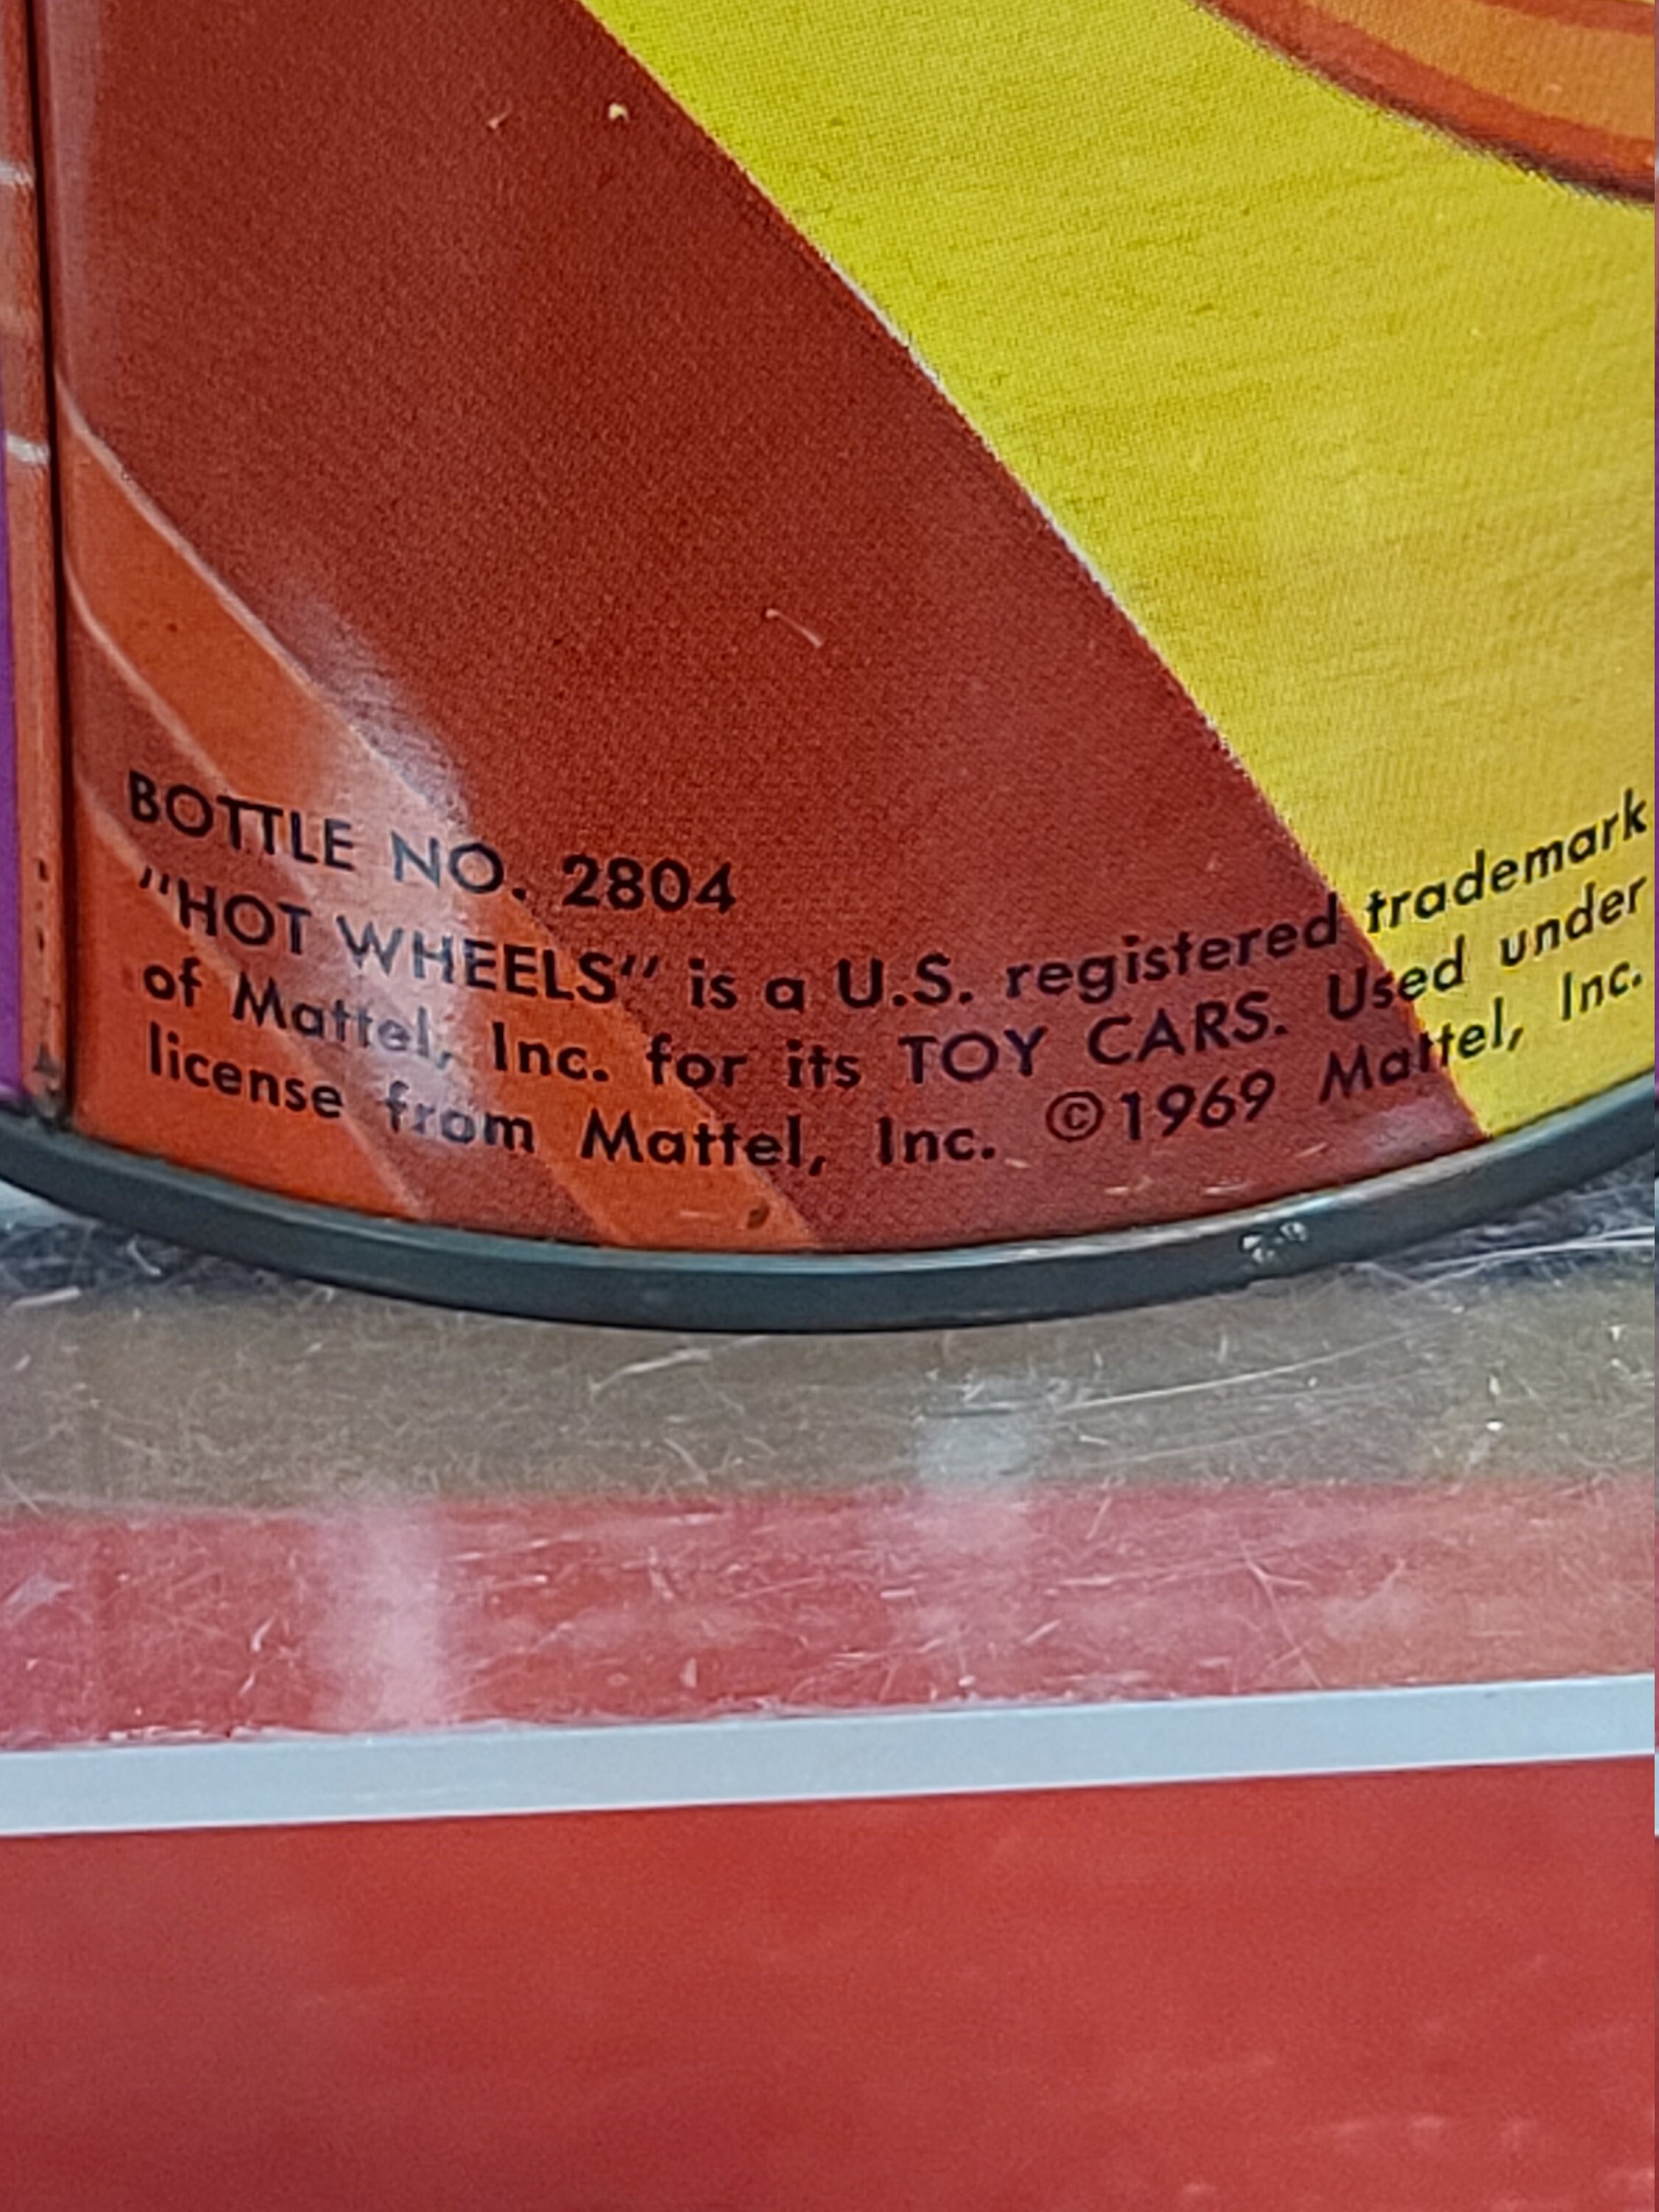 BOTTLE NO. 2804
"HOT WHEELS" is a U.S. registered trademark
of Mattel, Inc. for its TOY CARS. Used under
license from Mattel, Inc. ©1969 Mattel, Inc.